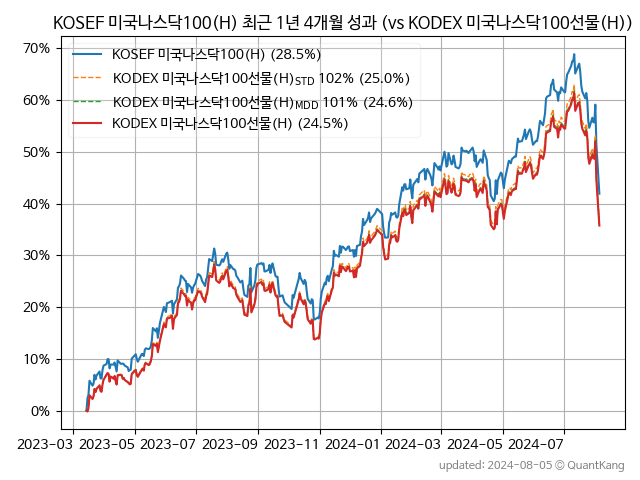 KOSEF 미국나스닥100(H) 최근 1년 4개월 성과 (vs KODEX 미국나스닥100선물(H))
70%
60%
50%
40%
30%
20%
10%
0%
KOSEF 미국나스닥100(H) (28.5%)
KODEX 미국나스닥100선물(H)STD 102% (25.0%)
KODEX 미국나스닥100선물(H)MDD 101% (24.6%)
KODEX 미국나스닥100선물(H) (24.5%)
2023-03 2023-05 2023-07 2023-09 2023-11 2024-01 2024-03 2024-05 2024-07
updated: 2024-08-05 © QuantKang